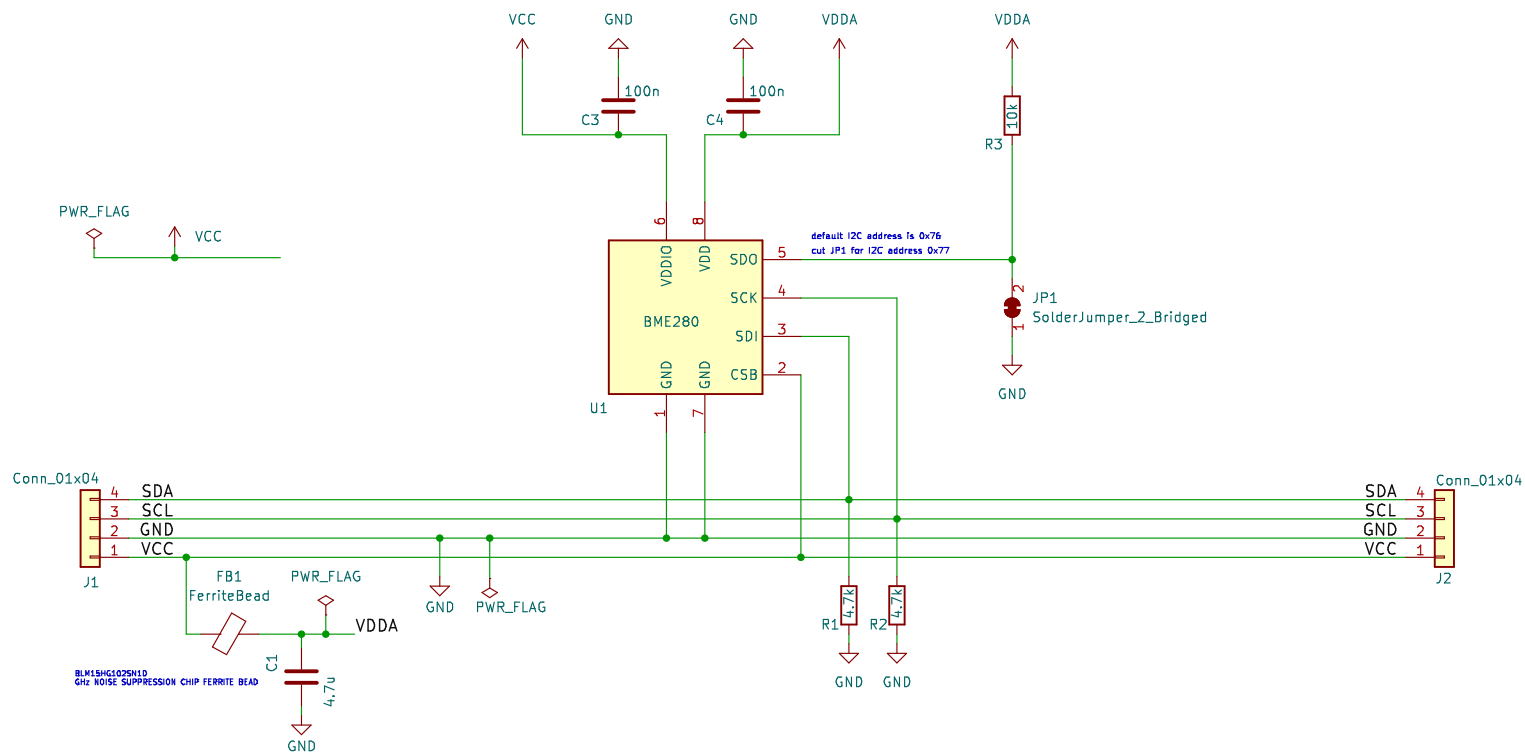 VCC
GND
GND
VDDA
VDDA
100n
100n
C3
C4
10k
R3
PWR_FLAG
VCC
6
8
default I2C address is 0x76
cut JP1 for I2C address 0x77
VDDIO
VDD
SDO
5
SCK
4
BME280
SDI
3
GND
GND
CSB
2
U1
1
7
2
JP1
SolderJumper_2_Bridged
1
GND
Conn_01x04
4
SDA
3
SCL
2
GND
1
VCC
J1
Conn_01x04
SDA
4
SCL
3
GND
2
VCC
1
J2
FB1
FerriteBead
PWR_FLAG
GND
PWR_FLAG
VDDA
4.7k
4.7k
R1
R2
GND
GND
C1
4.7u
BLM15HG102SN1D
GHz NOISE SUPPRESSION CHIP FERRITE BEAD
GND